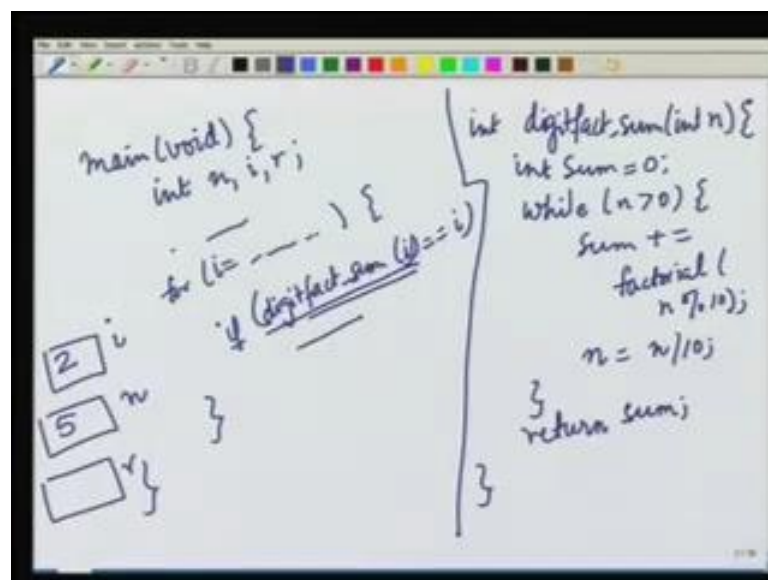 main(void) {
int n, i, r;
for (i= ----) {
if (digitfact_sum (i) == i)
2 i
5 n
}
r
}
int digitfact_sum(int n) {
int sum = 0;
while (n>0) {
sum +=
factorial (
n%10);
n = n/10;
}
return sum;
}